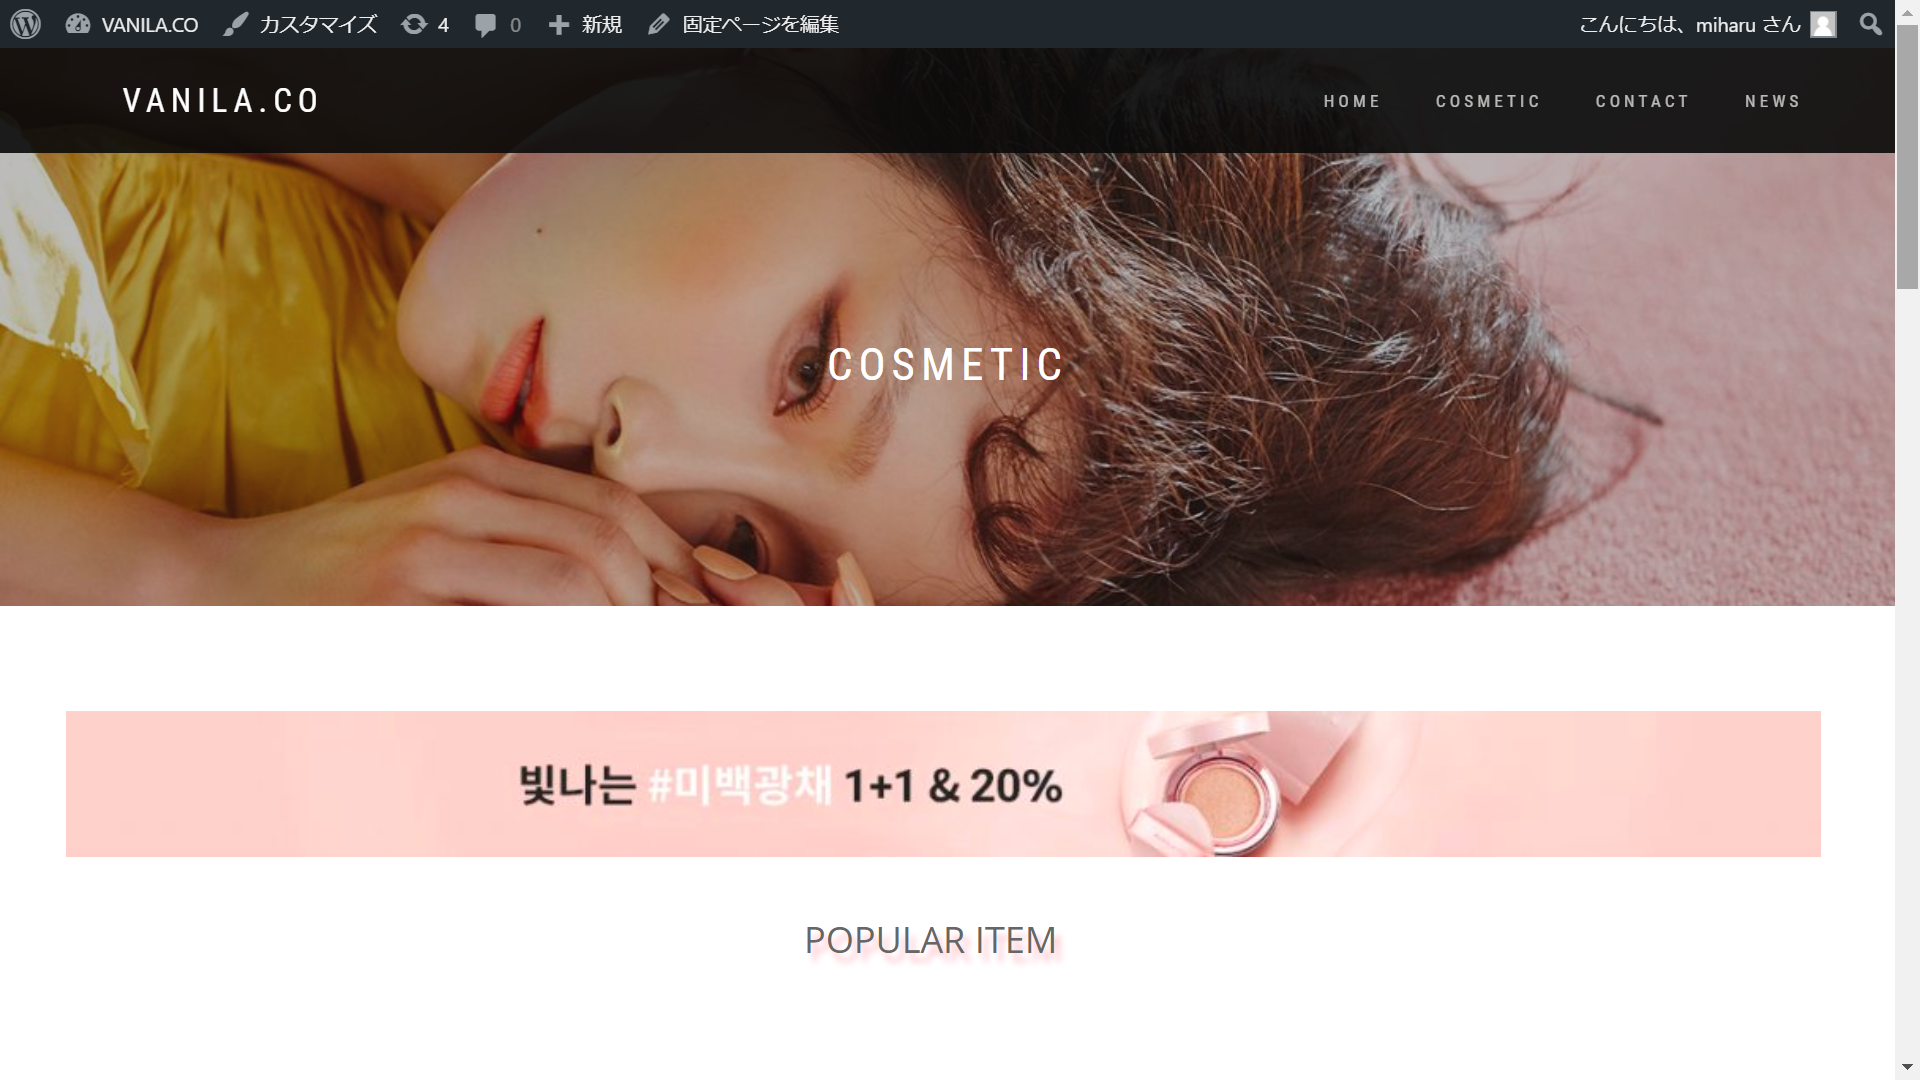 VANILA.CO カスタマイズ 4 0 新規 固定ページを編集 こんにちは、miharu さん
VANILA.CO HOME COSMETIC CONTACT NEWS
COSMETIC
빛나는 #미백광채 1+1 & 20%
POPULAR ITEM